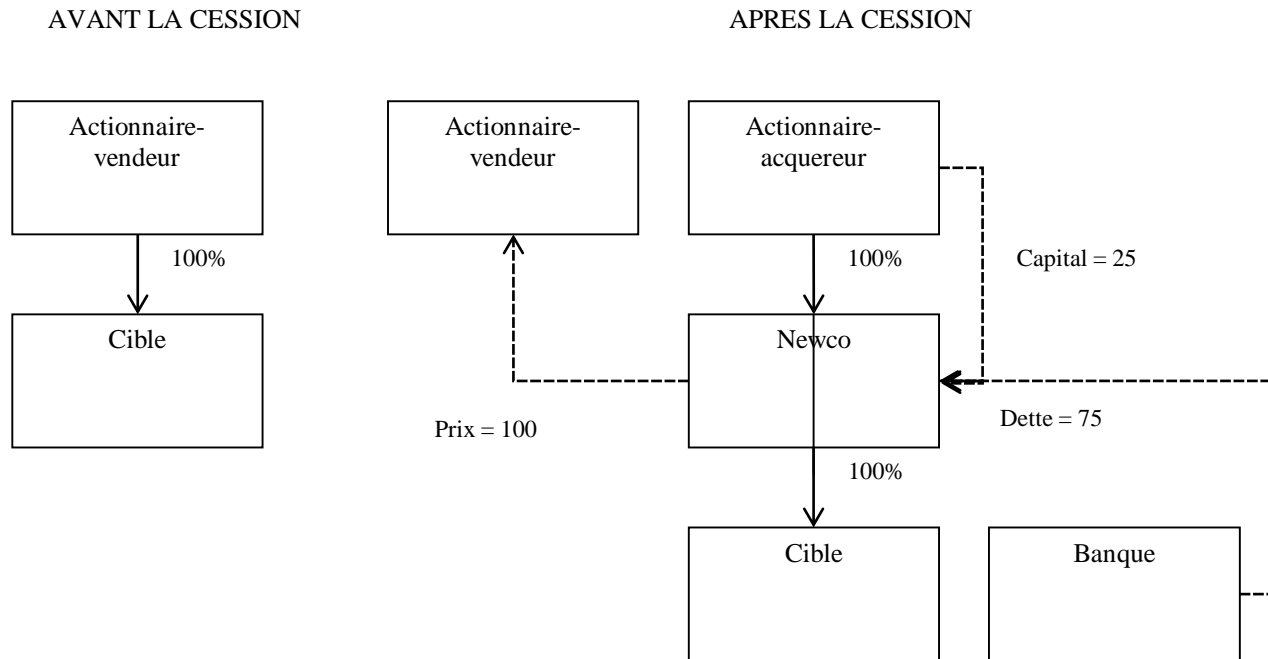 AVANT LA CESSION
APRES LA CESSION
Actionnaire-
vendeur
Actionnaire-
vendeur
Actionnaire-
acquereur
100%
100%
Capital = 25
Cible
Newco
Prix = 100
Dette = 75
100%
Cible
Banque